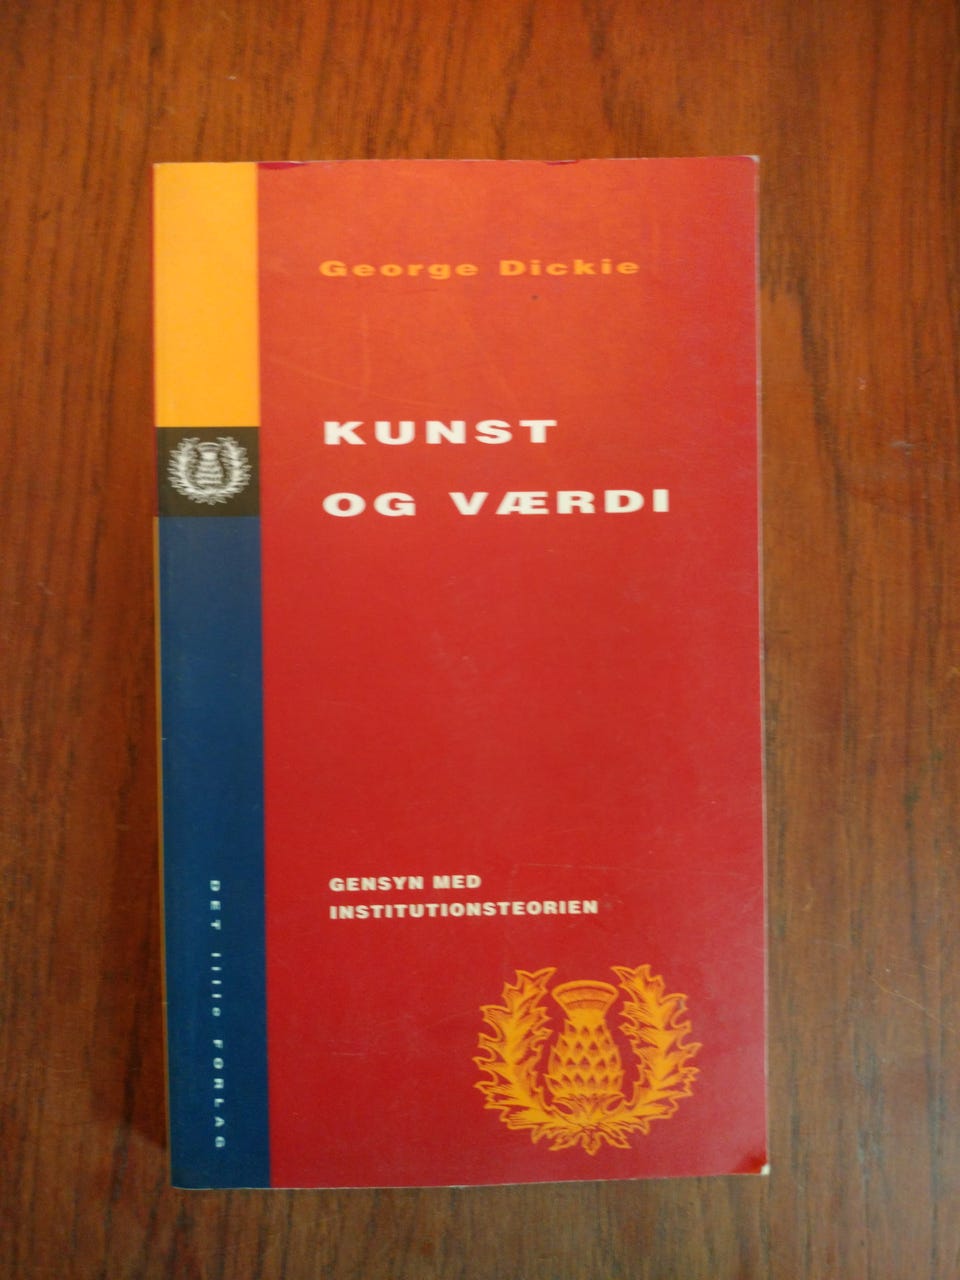 George Dickie
KUNST
OG VÆRDI
GENSYN MED
INSTITUTIONSTEORIEN
DET lille FORLAG